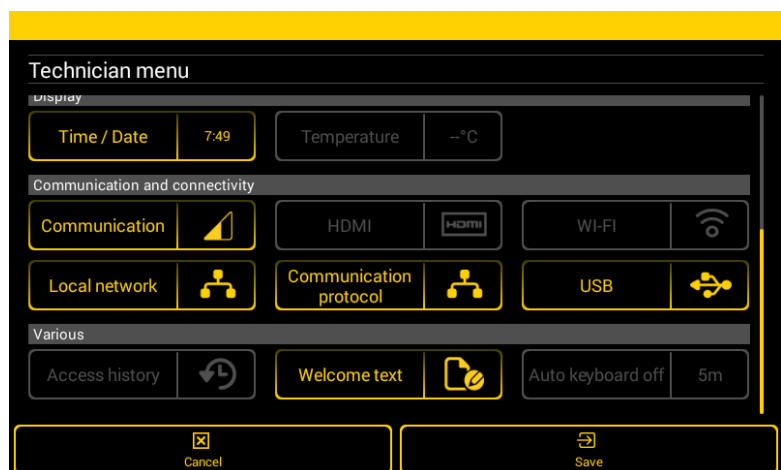 Technician menu
Display
Time / Date 7:49 Temperature --°C
Communication and connectivity
Communication HDMI HDMI WI-FI
Local network Communication protocol USB
Various
Access history Welcome text Auto keyboard off 5m
Cancel Save